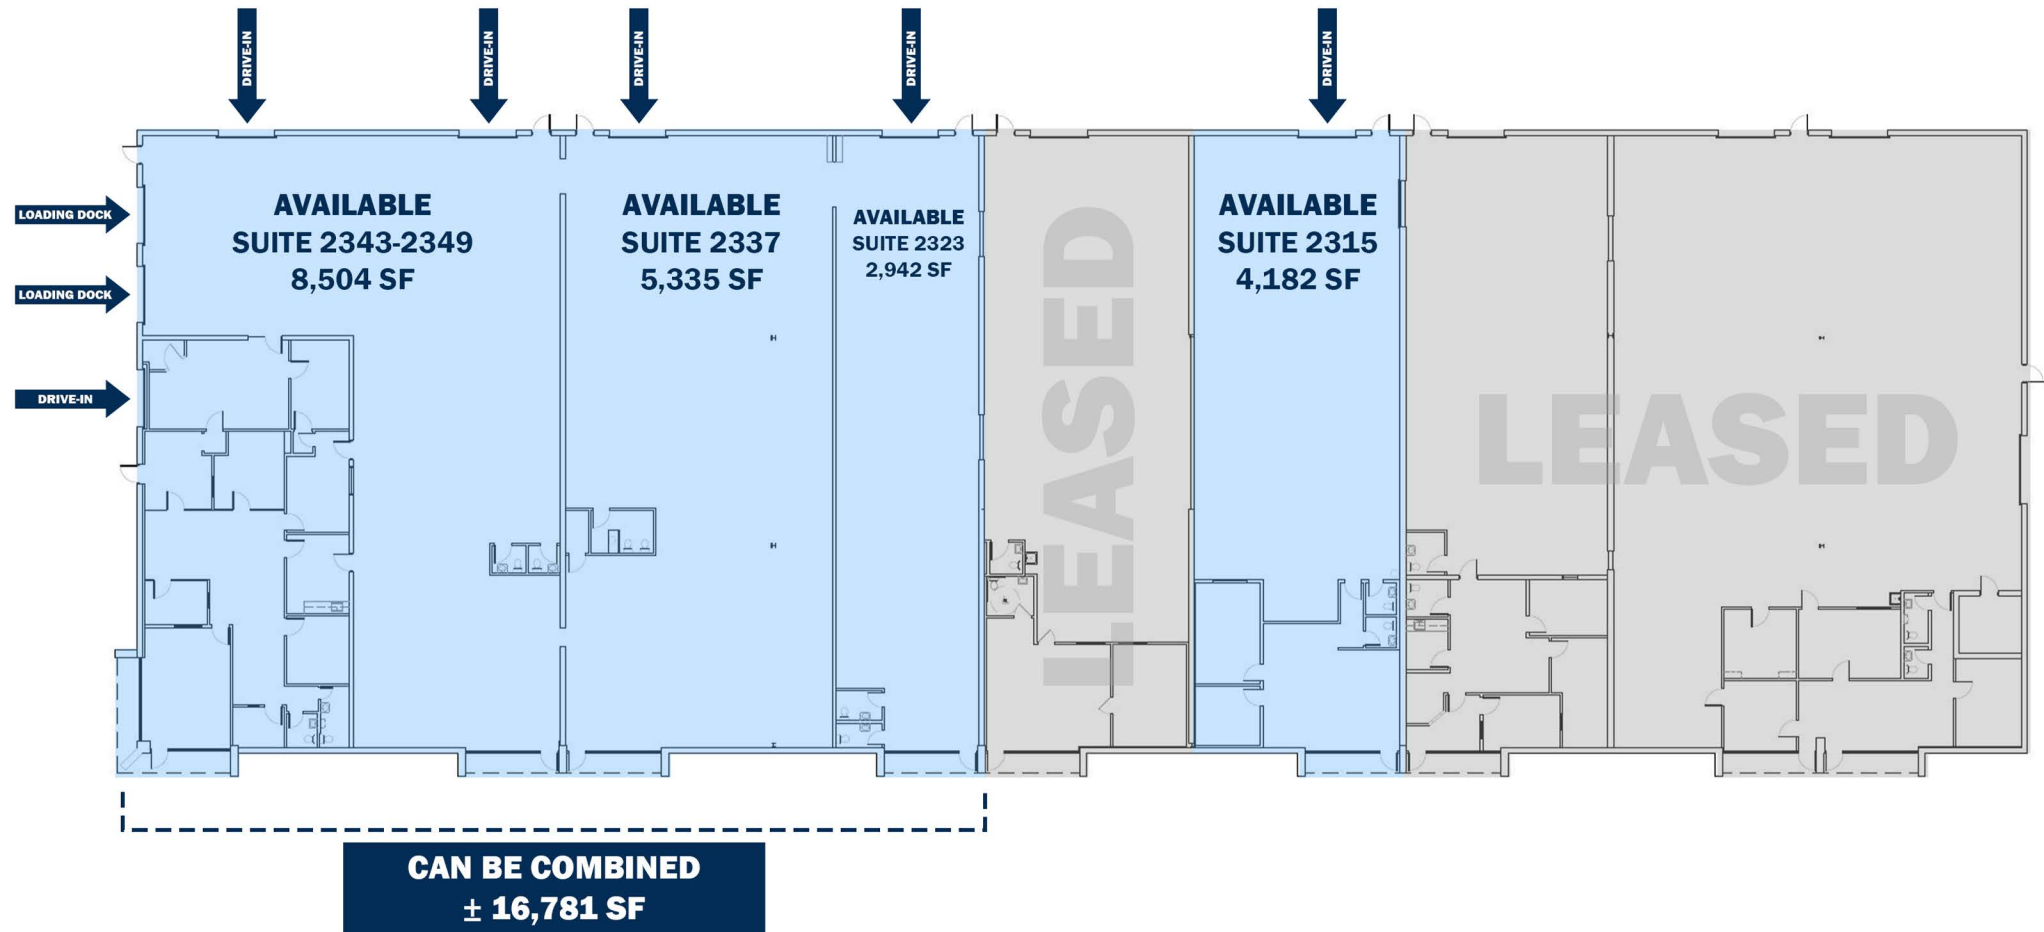 DRIVE-IN
DRIVE-IN
DRIVE-IN
DRIVE-IN
DRIVE-IN
LOADING DOCK
LOADING DOCK
DRIVE-IN
AVAILABLE
SUITE 2343-2349
8,504 SF
AVAILABLE
SUITE 2337
5,335 SF
AVAILABLE
SUITE 2323
2,942 SF
LEASED
AVAILABLE
SUITE 2315
4,182 SF
LEASED
CAN BE COMBINED
± 16,781 SF